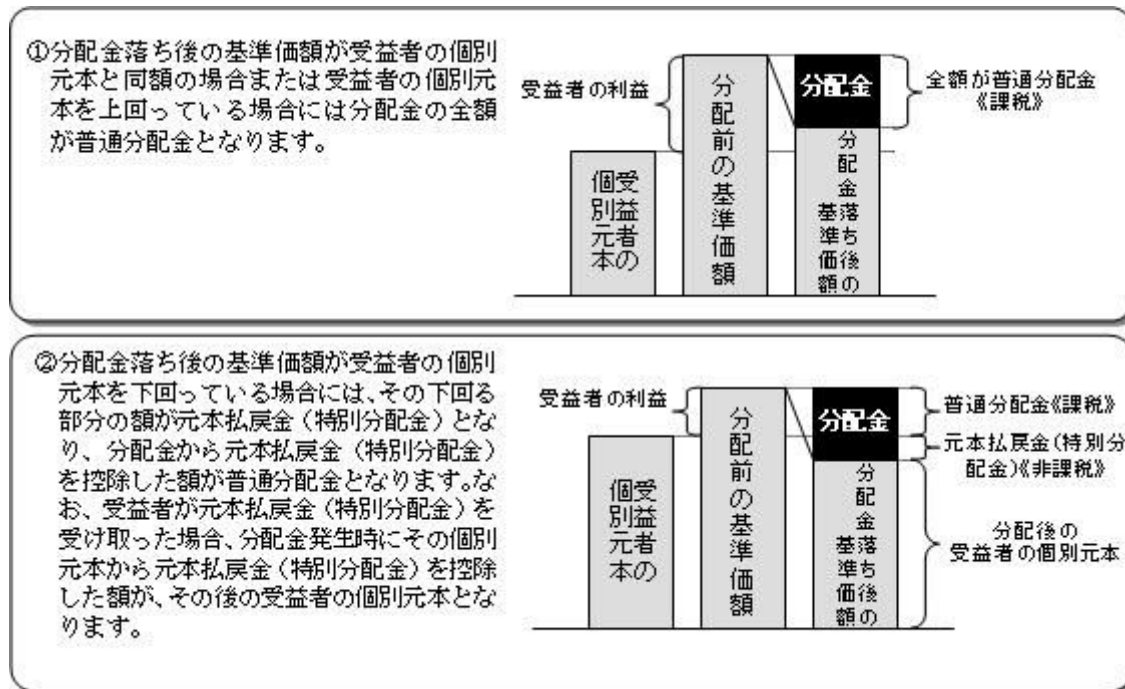 ①分配金落ち後の基準価額が受益者の個別
元本と同額の場合または受益者の個別元
本を上回っている場合には分配金の全額
が普通分配金となります。
受益者の利益
受益者の
個別元本
分配前の基準価額
分配金
分配金落ち後の
基準価額
全額が普通分配金
《課税》
②分配金落ち後の基準価額が受益者の個別
元本を下回っている場合には、その下回る
部分の額が元本払戻金（特別分配金）とな
り、分配金から元本払戻金（特別分配金）
を控除した額が普通分配金となります。な
お、受益者が元本払戻金（特別分配金）を
受け取った場合、分配金発生時にその個別
元本から元本払戻金（特別分配金）を控除
した額が、その後の受益者の個別元本とな
ります。
受益者の利益
受益者の
個別元本
分配前の基準価額
分配金
分配金落ち後の
基準価額
普通分配金《課税》
元本払戻金（特別分
配金）《非課税》
分配後の
受益者の個別元本